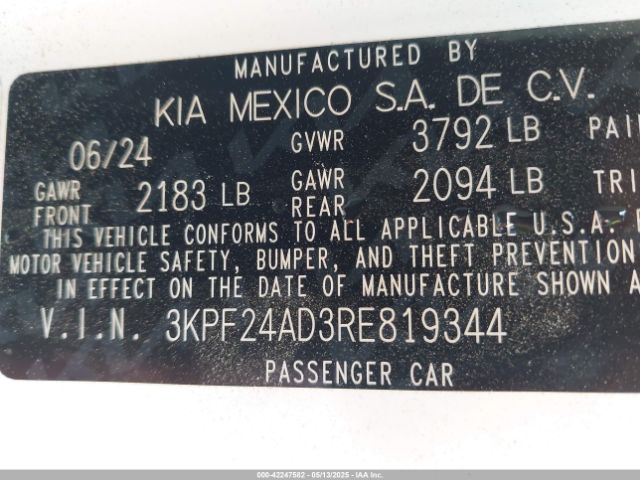 MANUFACTURED BY
KIA MEXICO S.A. DE C.V.
06/24 GVWR 3792 LB
GAWR FRONT 2183 LB GAWR REAR 2094 LB
THIS VEHICLE CONFORMS TO ALL APPLICABLE U.S.A.
MOTOR VEHICLE SAFETY, BUMPER, AND THEFT PREVENTION
IN EFFECT ON THE DATE OF MANUFACTURE SHOWN A
V.I.N. 3KPF24AD3RE819344
PASSENGER CAR
000-42247582 - 05/13/2025 - IAAI.com